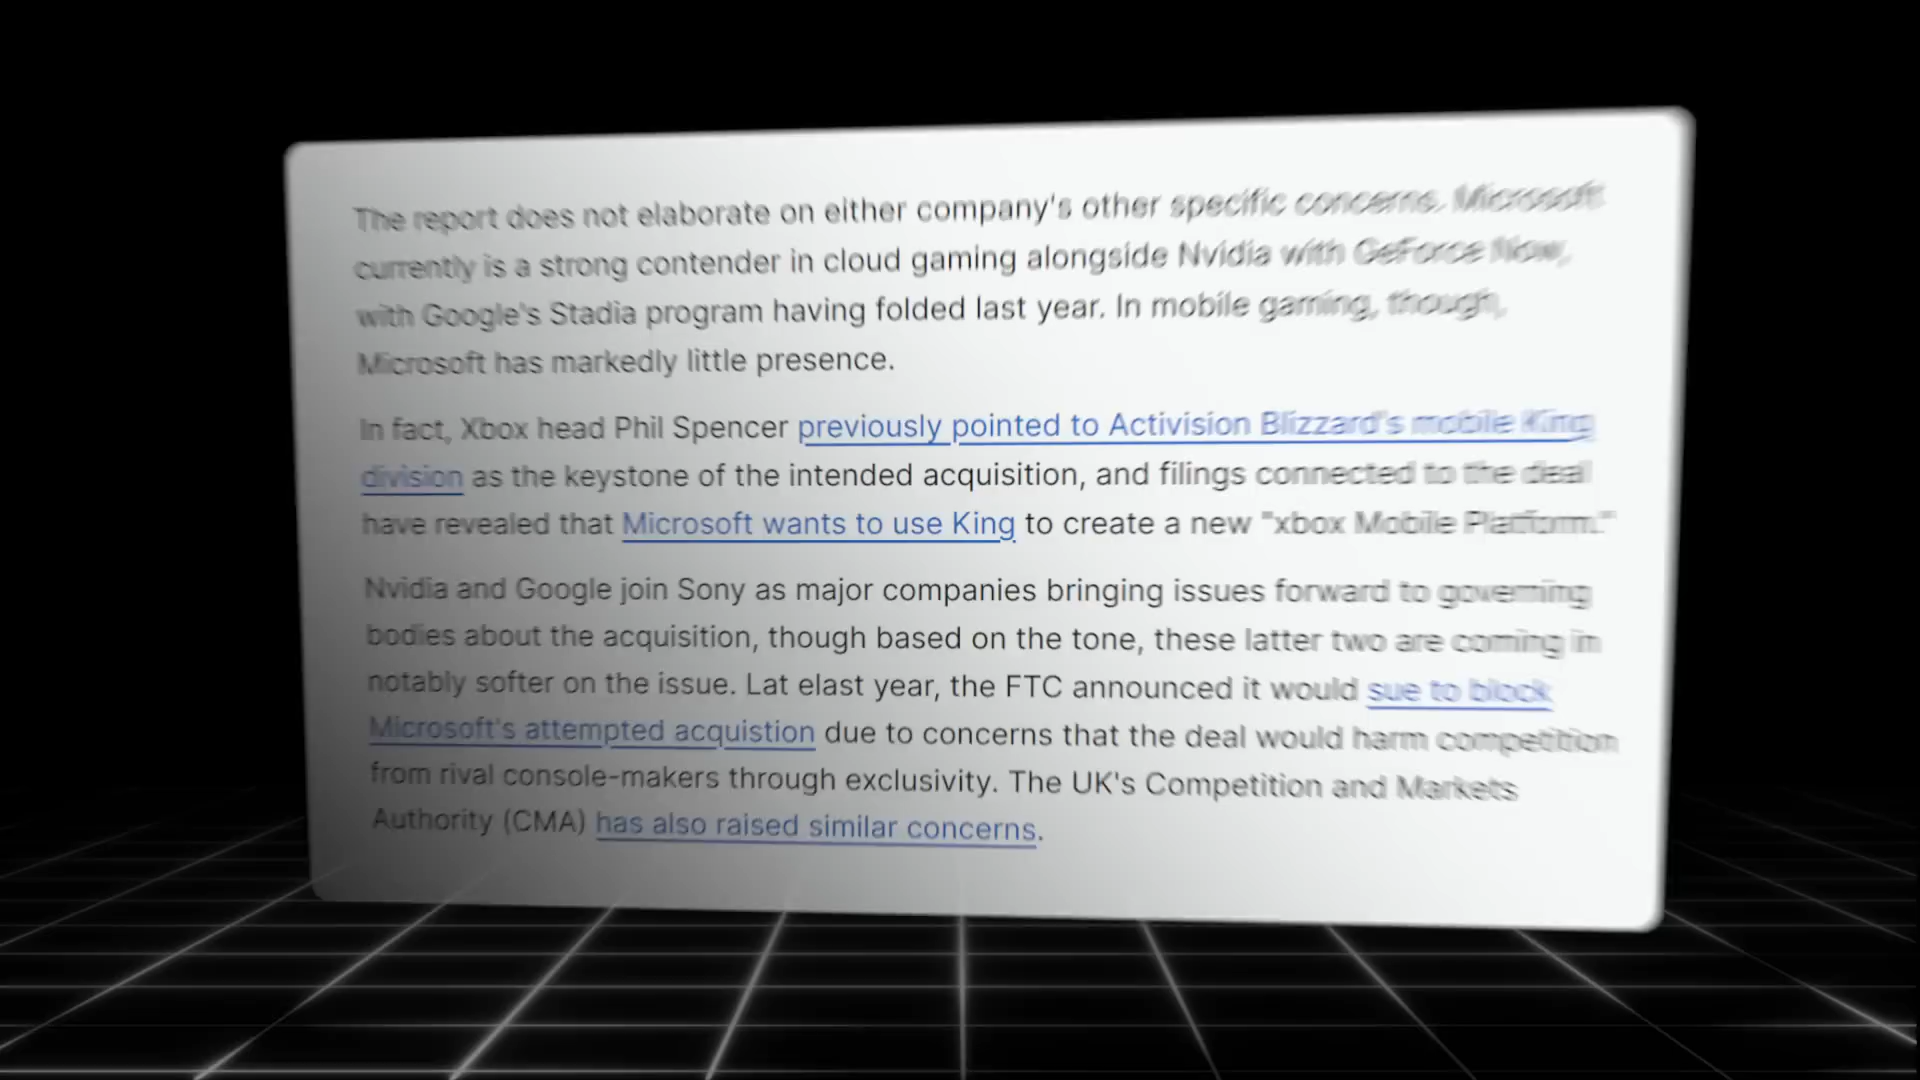 The report does not elaborate on either company's other specific concerns. Microsoft
currently is a strong contender in cloud gaming alongside Nvidia with GeForce Now,
with Google's Stadia program having folded last year. In mobile gaming, though,
Microsoft has markedly little presence.
In fact, Xbox head Phil Spencer previously pointed to Activision Blizzard's mobile King
division as the keystone of the intended acquisition, and filings connected to the deal
have revealed that Microsoft wants to use King to create a new "xbox Mobile Platform."
Nvidia and Google join Sony as major companies bringing issues forward to governing
bodies about the acquisition, though based on the tone, these latter two are coming in
notably softer on the issue. Lat elast year, the FTC announced it would sue to block
Microsoft's attempted acquistion due to concerns that the deal would harm competition
from rival console-makers through exclusivity. The UK's Competition and Markets
Authority (CMA) has also raised similar concerns.